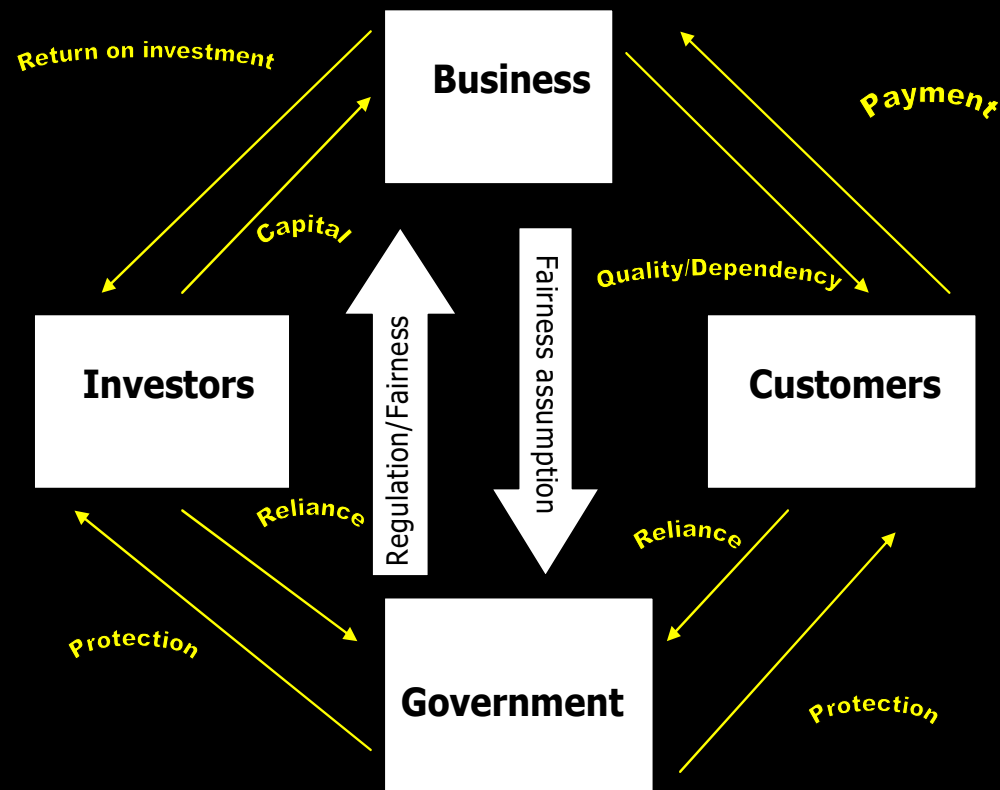 Return on investment
Business
Payment
Capital
Quality/Dependency
Regulation/Fairness
Fairness assumption
Investors
Customers
Reliance
Reliance
Protection
Government
Protection